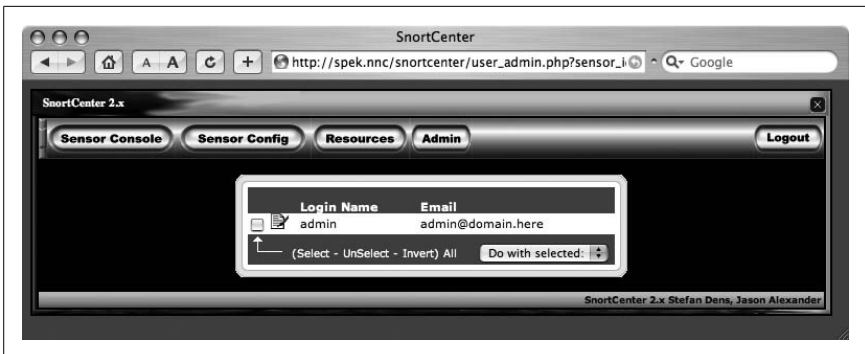 SnortCenter
A A
http://spek.nnc/snortcenter/user_admin.php?sensor_i
Google
SnortCenter 2.x
Sensor Console Sensor Config Resources Admin Logout
Login Name Email
admin admin@domain.here
(Select - UnSelect - Invert) All Do with selected:
SnortCenter 2.x Stefan Dens, Jason Alexander